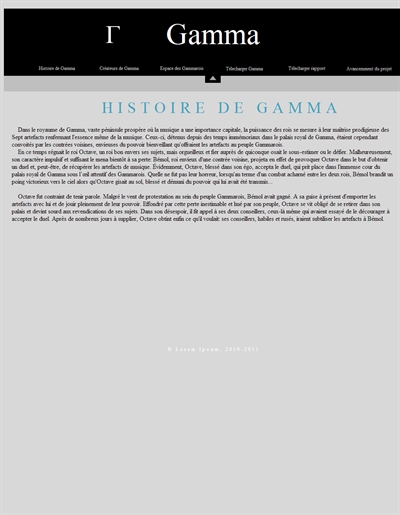 Γ Gamma
Histoire de Gamma Créateurs de Gamma Espace des Gammarois Télécharger Gamma Télécharger rapport Avancement du projet
HISTOIRE DE GAMMA
Dans le royaume de Gamma, vaste péninsule prospère où la musique a une importance capitale, la puissance des rois se mesure à leur maîtrise prodigieuse des
Sept artefacts renfermant l'essence même de la musique. Ceux-ci, détenus depuis des temps immémoriaux dans le palais royal de Gamma, étaient cependant
convoités par les contrées voisines, envieuses du pouvoir bienveillant qu'offraient les artefacts au peuple Gammarois.
En ce temps régnait le roi Octave, un roi bon envers ses sujets, mais orgueilleux et fier auprès de quiconque osait le sous-estimer ou le défier. Malheureusement,
son caractère impulsif et suffisant le mena bientôt à sa perte: Bémol, roi envieux d'une contrée voisine, projeta en effet de provoquer Octave dans le but d'obtenir
un duel et, peut-être, de récupérer les artefacts de musique. Évidemment, Octave, blessé dans son égo, accepta le duel, qui prit place dans l'immense cour du
palais royal de Gamma sous l'œil attentif des Gammarois. Quelle ne fut pas leur horreur, lorsqu'au terme d'un combat acharné entre les deux rois, Bémol brandit un
poing victorieux vers le ciel alors qu'Octave gisait au sol, blessé et démuni du pouvoir qui lui avait été transmis...
Octave fut contraint de tenir parole. Malgré le vent de protestation au sein du peuple Gammarois, Bémol avait gagné. À sa guise à présent d'emporter les
artefacts avec lui et de jouir pleinement de leur pouvoir. Effondré par cette perte inestimable et hué par son peuple, Octave se vit obligé de se retirer dans son
palais et devint sourd aux revendications de ses sujets. Dans son désespoir, il fit appel à ses deux conseillers, ceux-là même qui avaient essayé de le décourager à
accepter le duel. Après de nombreux jours à supplier, Octave obtint enfin ce qu'il voulait: ses conseillers, habiles et rusés, iraient subtiliser les artefacts à Bémol.
© Lorem Ipsum, 2010-2011